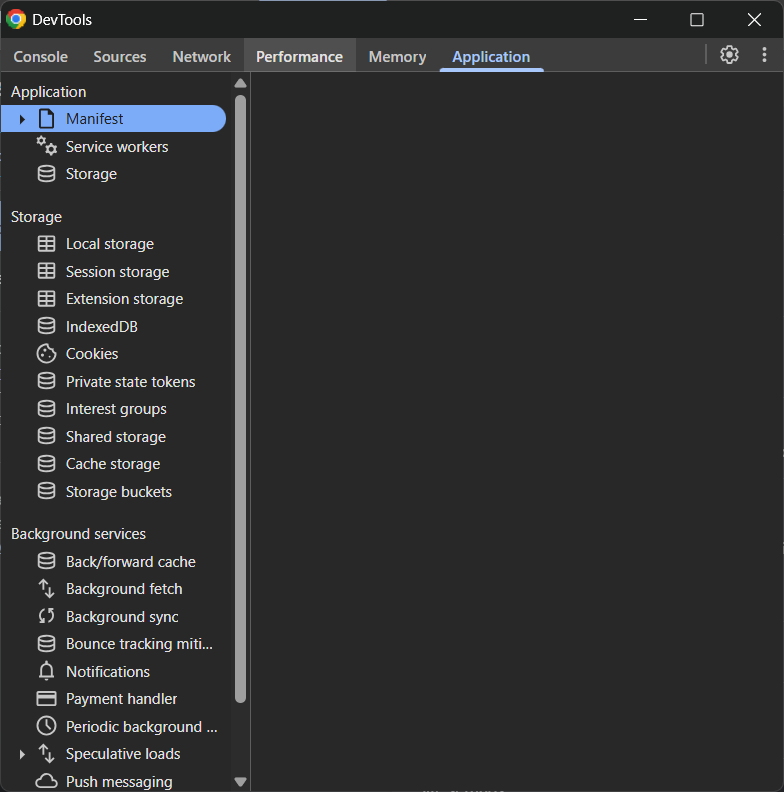 DevTools
Console Sources Network Performance Memory Application
Application
Manifest
Service workers
Storage
Storage
Local storage
Session storage
Extension storage
IndexedDB
Cookies
Private state tokens
Interest groups
Shared storage
Cache storage
Storage buckets
Background services
Back/forward cache
Background fetch
Background sync
Bounce tracking miti...
Notifications
Payment handler
Periodic background ...
Speculative loads
Push messaging